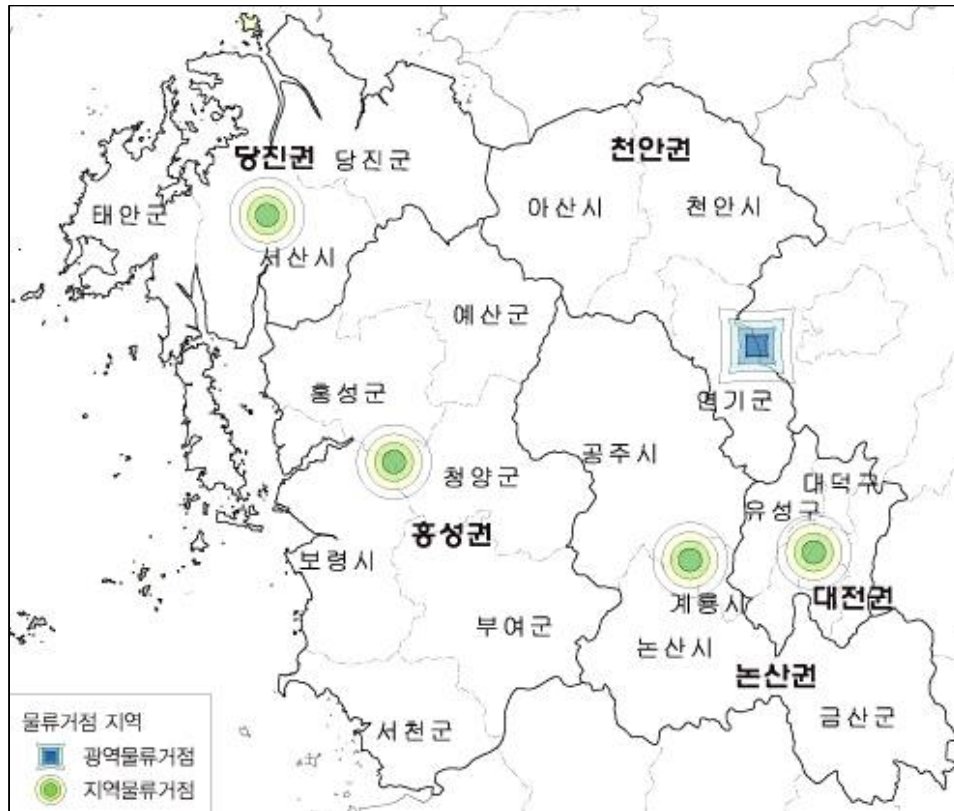 천안권
당진권 당진군
태안군
아산시 천안시
서산시
예산군
홍성군
연기군
공주시
청양군
대덕구
유성구
홍성권
보령시
계룡시
대전권
부여군
논산시
논산권
금산군
서천군
물류거점 지역
광역물류거점
지역물류거점